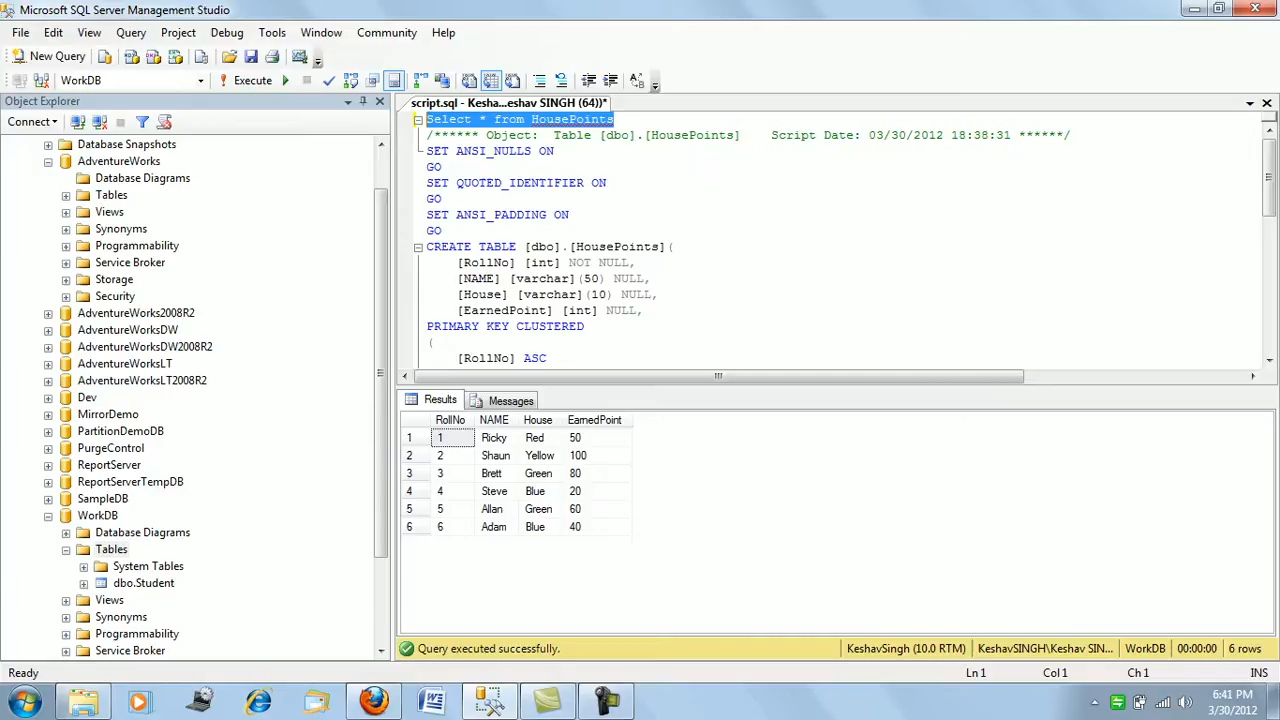 Microsoft SQL Server Management Studio
File Edit View Query Project Debug Tools Window Community Help
New Query
WorkDB Execute
Object Explorer
Connect
Database Snapshots
AdventureWorks
Database Diagrams
Tables
Views
Synonyms
Programmability
Service Broker
Storage
Security
AdventureWorks2008R2
AdventureWorksDW
AdventureWorksDW2008R2
AdventureWorksLT
AdventureWorksLT2008R2
Dev
MirrorDemo
PartitionDemoDB
PurgeControl
ReportServer
ReportServerTempDB
SampleDB
WorkDB
Database Diagrams
Tables
System Tables
dbo.Student
Views
Synonyms
Programmability
Service Broker
script.sql - Kesha...eshav SINGH (64))*
Select * from HousePoints
/****** Object: Table [dbo].[HousePoints] Script Date: 03/30/2012 18:38:31 ******/
SET ANSI_NULLS ON
GO
SET QUOTED_IDENTIFIER ON
GO
SET ANSI_PADDING ON
GO
CREATE TABLE [dbo].[HousePoints](
[RollNo] [int] NOT NULL,
[NAME] [varchar](50) NULL,
[House] [varchar](10) NULL,
[EarnedPoint] [int] NULL,
PRIMARY KEY CLUSTERED
(
[RollNo] ASC
Results Messages
RollNo NAME House EarnedPoint
1 1 Ricky Red 50
2 2 Shaun Yellow 100
3 3 Brett Green 80
4 4 Steve Blue 20
5 5 Allan Green 60
6 6 Adam Blue 40
Query executed successfully. KeshavSingh (10.0 RTM) KeshavSINGH\Keshav SIN... WorkDB 00:00:00 6 rows
Ready Ln 1 Col 1 Ch 1 INS
6:41 PM
3/30/2012